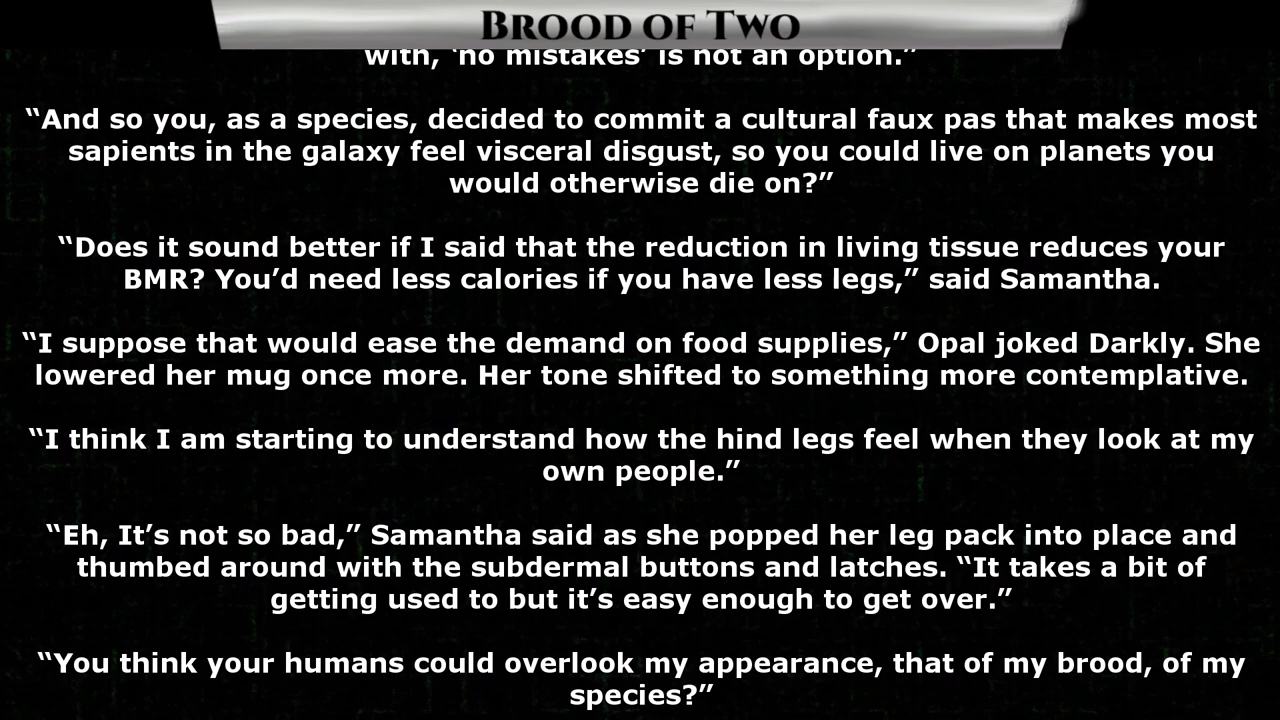 Brood of Two
with, ‘no mistakes’ is not an option.”
“And so you, as a species, decided to commit a cultural faux pas that makes most
sapients in the galaxy feel visceral disgust, so you could live on planets you
would otherwise die on?”
“Does it sound better if I said that the reduction in living tissue reduces your
BMR? You’d need less calories if you have less legs,” said Samantha.
“I suppose that would ease the demand on food supplies,” Opal joked Darkly. She
lowered her mug once more. Her tone shifted to something more contemplative.
“I think I am starting to understand how the hind legs feel when they look at my
own people.”
“Eh, It’s not so bad,” Samantha said as she popped her leg pack into place and
thumbed around with the subdermal buttons and latches. “It takes a bit of
getting used to but it’s easy enough to get over.”
“You think your humans could overlook my appearance, that of my brood, of my
species?”